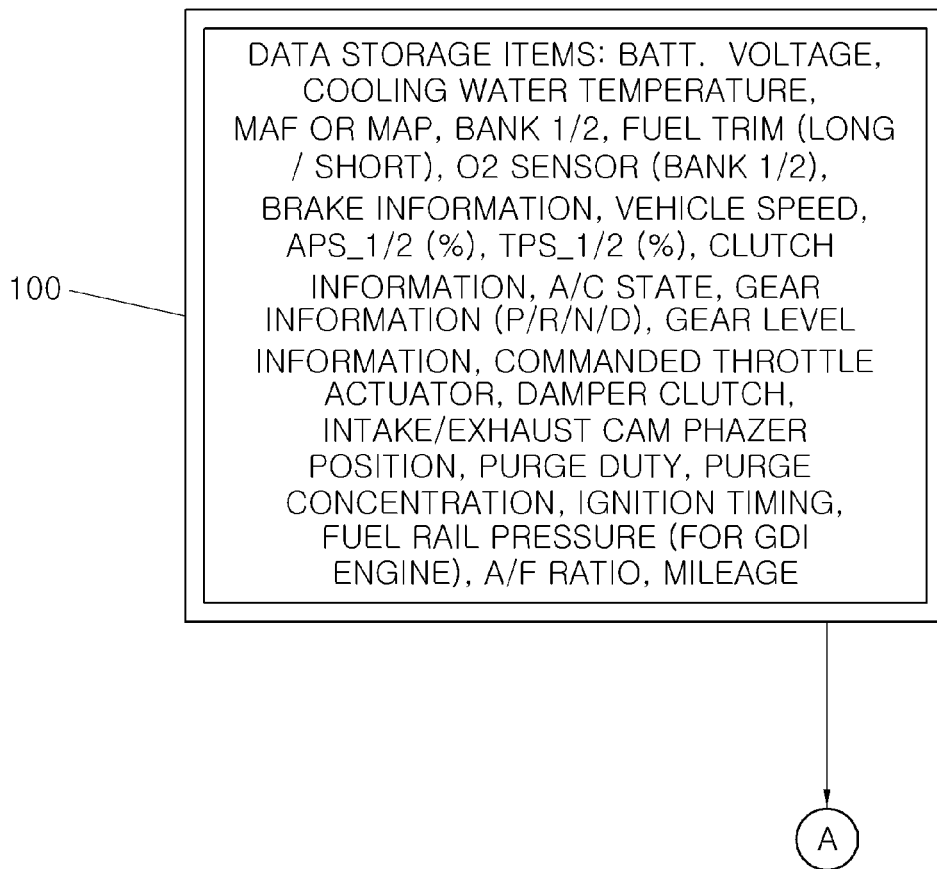 DATA STORAGE ITEMS: BATT. VOLTAGE,
COOLING WATER TEMPERATURE,
MAF OR MAP, BANK 1/2, FUEL TRIM (LONG
/ SHORT), O2 SENSOR (BANK 1/2),
BRAKE INFORMATION, VEHICLE SPEED,
APS_1/2 (%), TPS_1/2 (%), CLUTCH
INFORMATION, A/C STATE, GEAR
INFORMATION (P/R/N/D), GEAR LEVEL
INFORMATION, COMMANDED THROTTLE
ACTUATOR, DAMPER CLUTCH,
INTAKE/EXHAUST CAM PHAZER
POSITION, PURGE DUTY, PURGE
CONCENTRATION, IGNITION TIMING,
FUEL RAIL PRESSURE (FOR GDI
ENGINE), A/F RATIO, MILEAGE
100
A